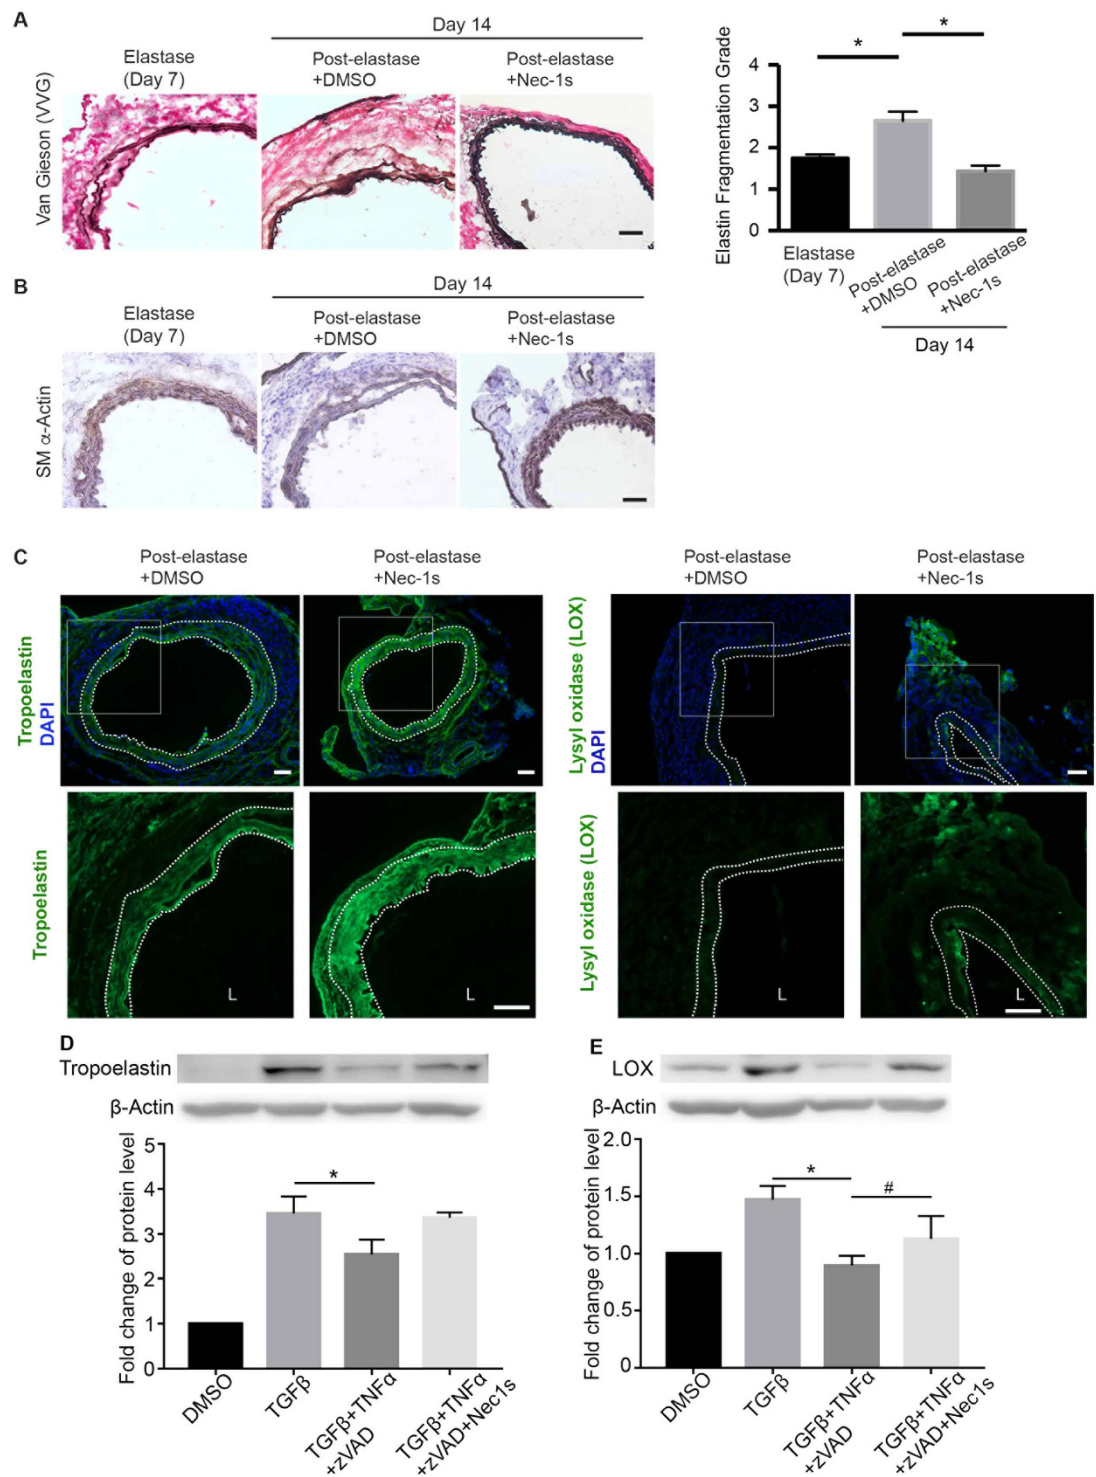 A
Day 14
Elastase
(Day 7)
Post-elastase
+DMSO
Post-elastase
+Nec-1s
Van Gieson (VVG)
*
*
Elastin Fragmentation Grade
4
3
2
1
0
Elastase
(Day 7)
Post-elastase
+DMSO
Post-elastase
+Nec-1s
Day 14
B
Day 14
Elastase
(Day 7)
Post-elastase
+DMSO
Post-elastase
+Nec-1s
SM α-Actin
C
Post-elastase
+DMSO
Post-elastase
+Nec-1s
Post-elastase
+DMSO
Post-elastase
+Nec-1s
Tropoelastin
DAPI
Lysyl oxidase (LOX)
DAPI
Tropoelastin
L
L
Lysyl oxidase (LOX)
L
L
D
Tropoelastin
β-Actin
Fold change of protein level
5
4
3
2
1
0
*
DMSO
TGFβ
TGFβ+TNFα
+zVAD
TGFβ+TNFα
+zVAD+Nec1s
E
LOX
β-Actin
Fold change of protein level
2.0
1.5
1.0
0.5
0
*
#
DMSO
TGFβ
TGFβ+TNFα
+zVAD
TGFβ+TNFα
+zVAD+Nec1s